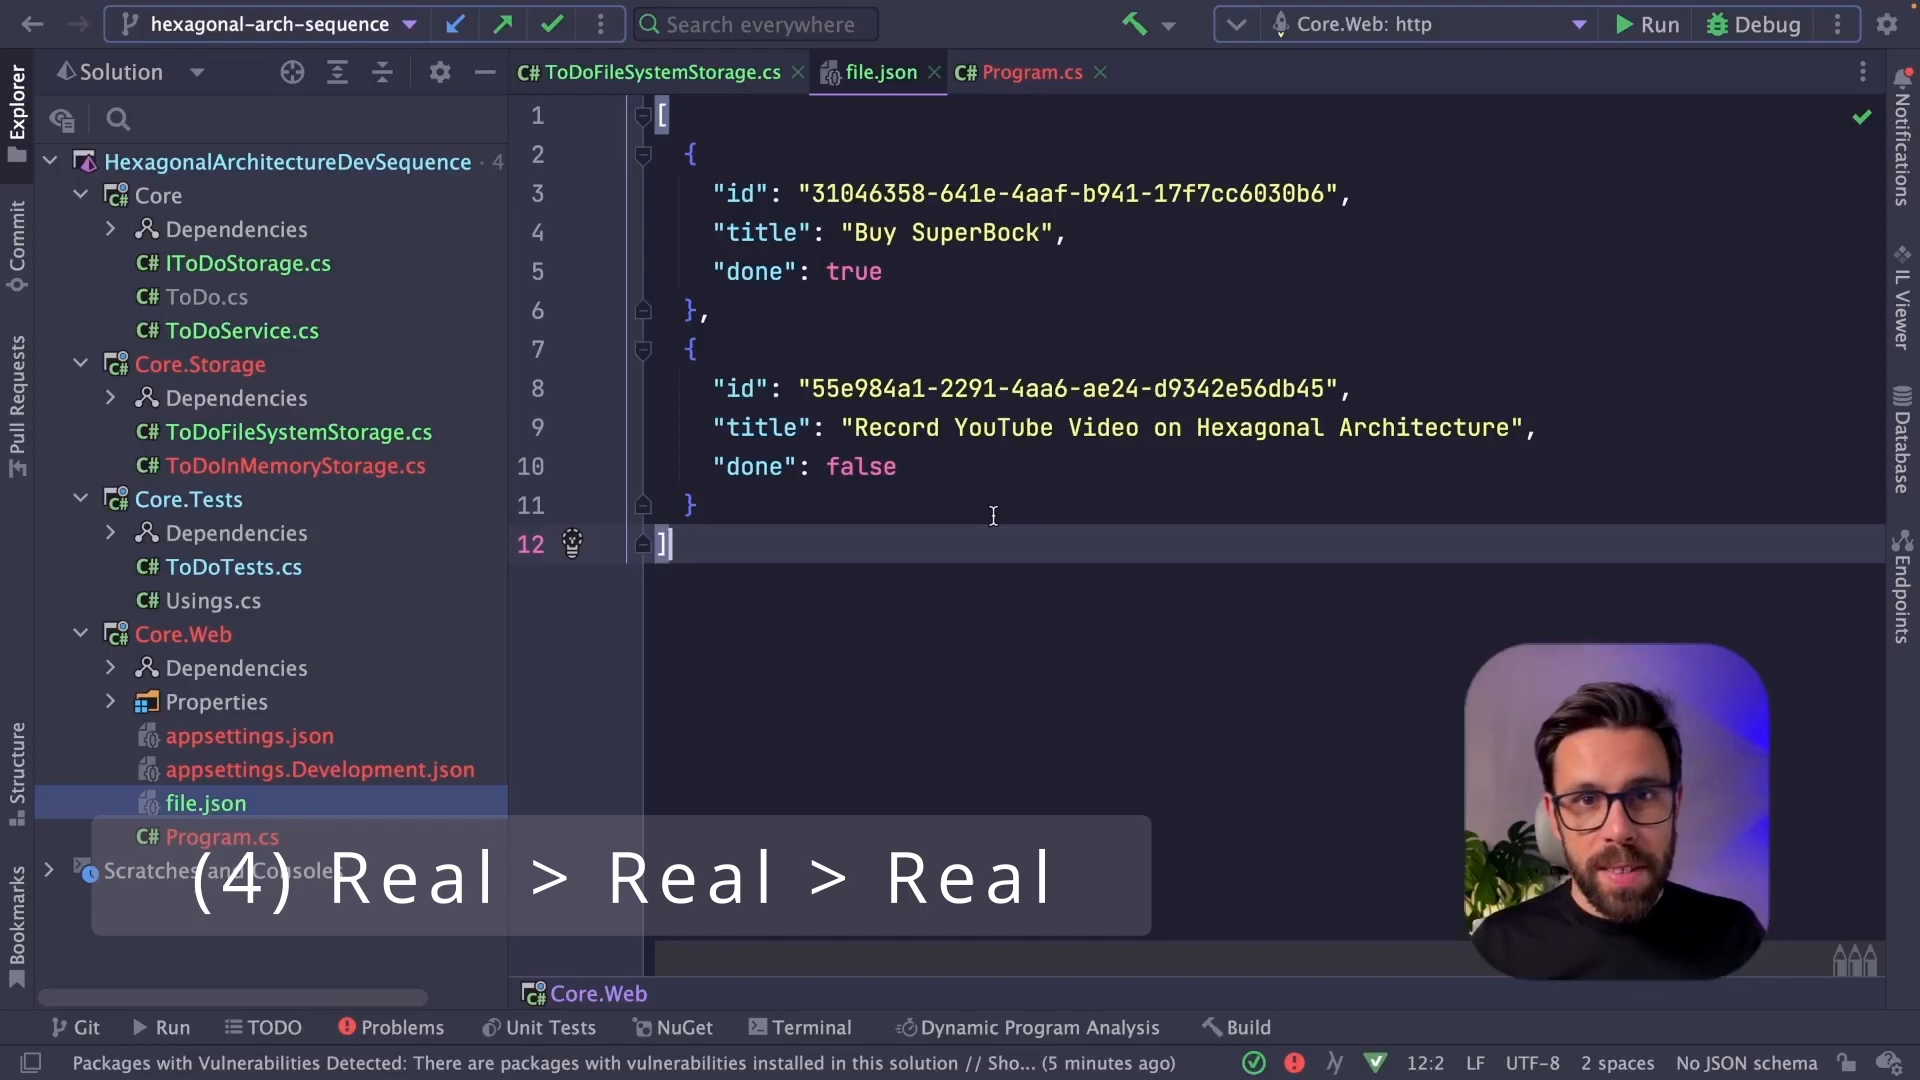 hexagonal-arch-sequence
Search everywhere
Core.Web: http
Run
Debug
Solution
C# ToDoFileSystemStorage.cs
file.json
C# Program.cs
Explorer
Commit
Pull Requests
Structure
Bookmarks
HexagonalArchitectureDevSequence · 4
Core
Dependencies
C# IToDoStorage.cs
C# ToDo.cs
C# ToDoService.cs
Core.Storage
Dependencies
C# ToDoFileSystemStorage.cs
C# ToDoInMemoryStorage.cs
Core.Tests
Dependencies
C# ToDoTests.cs
C# Usings.cs
Core.Web
Dependencies
Properties
appsettings.json
appsettings.Development.json
file.json
C# Program.cs
Scratches and Console
1 [
2 {
3 "id": "31046358-641e-4aaf-b941-17f7cc6030b6",
4 "title": "Buy SuperBock",
5 "done": true
6 },
7 {
8 "id": "55e984a1-2291-4aa6-ae24-d9342e56db45",
9 "title": "Record YouTube Video on Hexagonal Architecture",
10 "done": false
11 }
12 ]
Notifications
IL Viewer
Database
Endpoints
(4) Real > Real > Real
Core.Web
Git
Run
TODO
Problems
Unit Tests
NuGet
Terminal
Dynamic Program Analysis
Build
Packages with Vulnerabilities Detected: There are packages with vulnerabilities installed in this solution // Sho... (5 minutes ago)
12:2
LF
UTF-8
2 spaces
No JSON schema